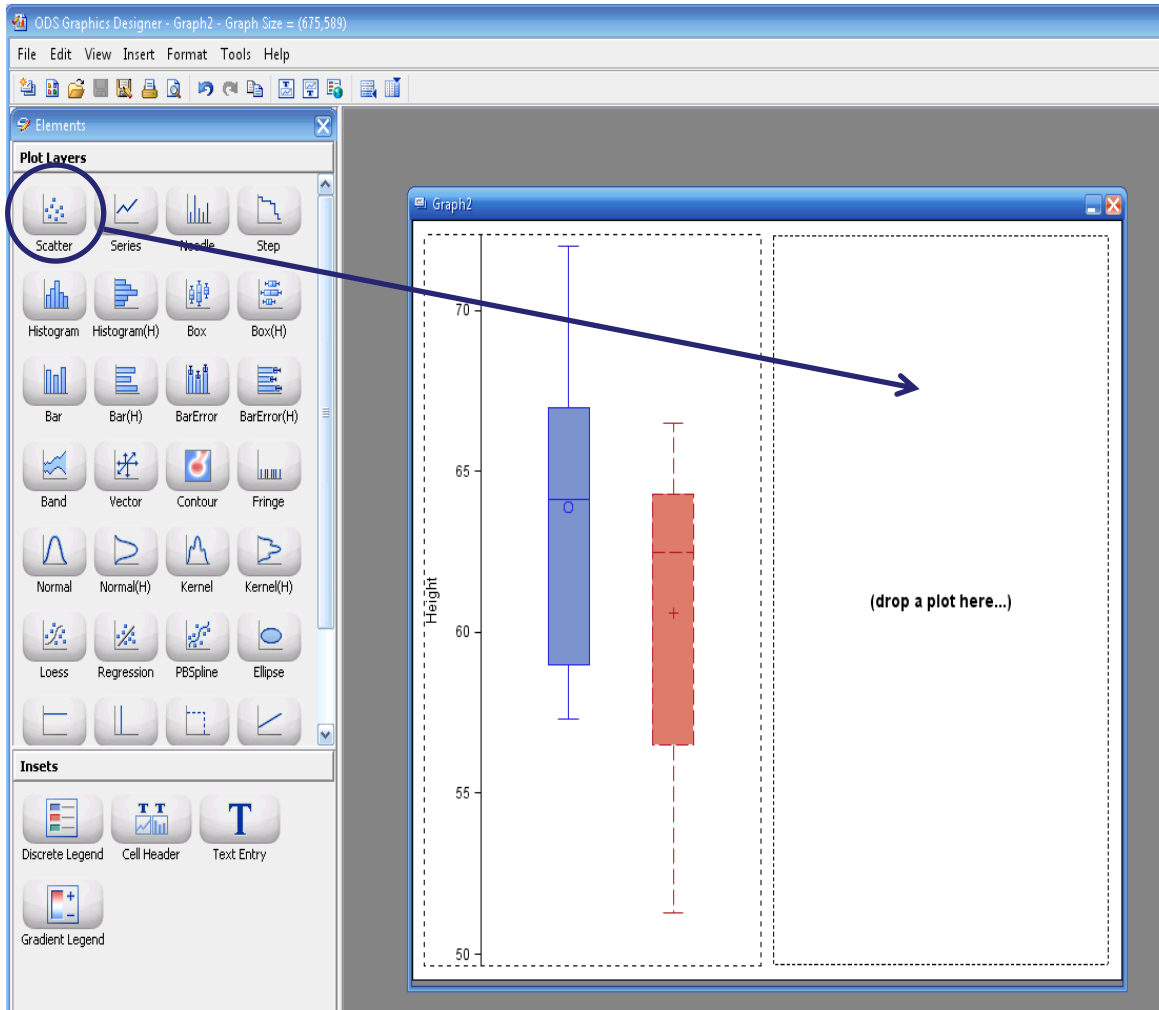 ODS Graphics Designer - Graph2 - Graph Size = (675,589)
File Edit View Insert Format Tools Help
Elements
Plot Layers
Scatter Series Needle Step
Histogram Histogram(H) Box Box(H)
Bar Bar(H) BarError BarError(H)
Band Vector Contour Fringe
Normal Normal(H) Kernel Kernel(H)
Loess Regression PBSpline Ellipse
Insets
Discrete Legend Cell Header Text Entry
Gradient Legend
Graph2
70
65
60
55
50
Height
(drop a plot here...)